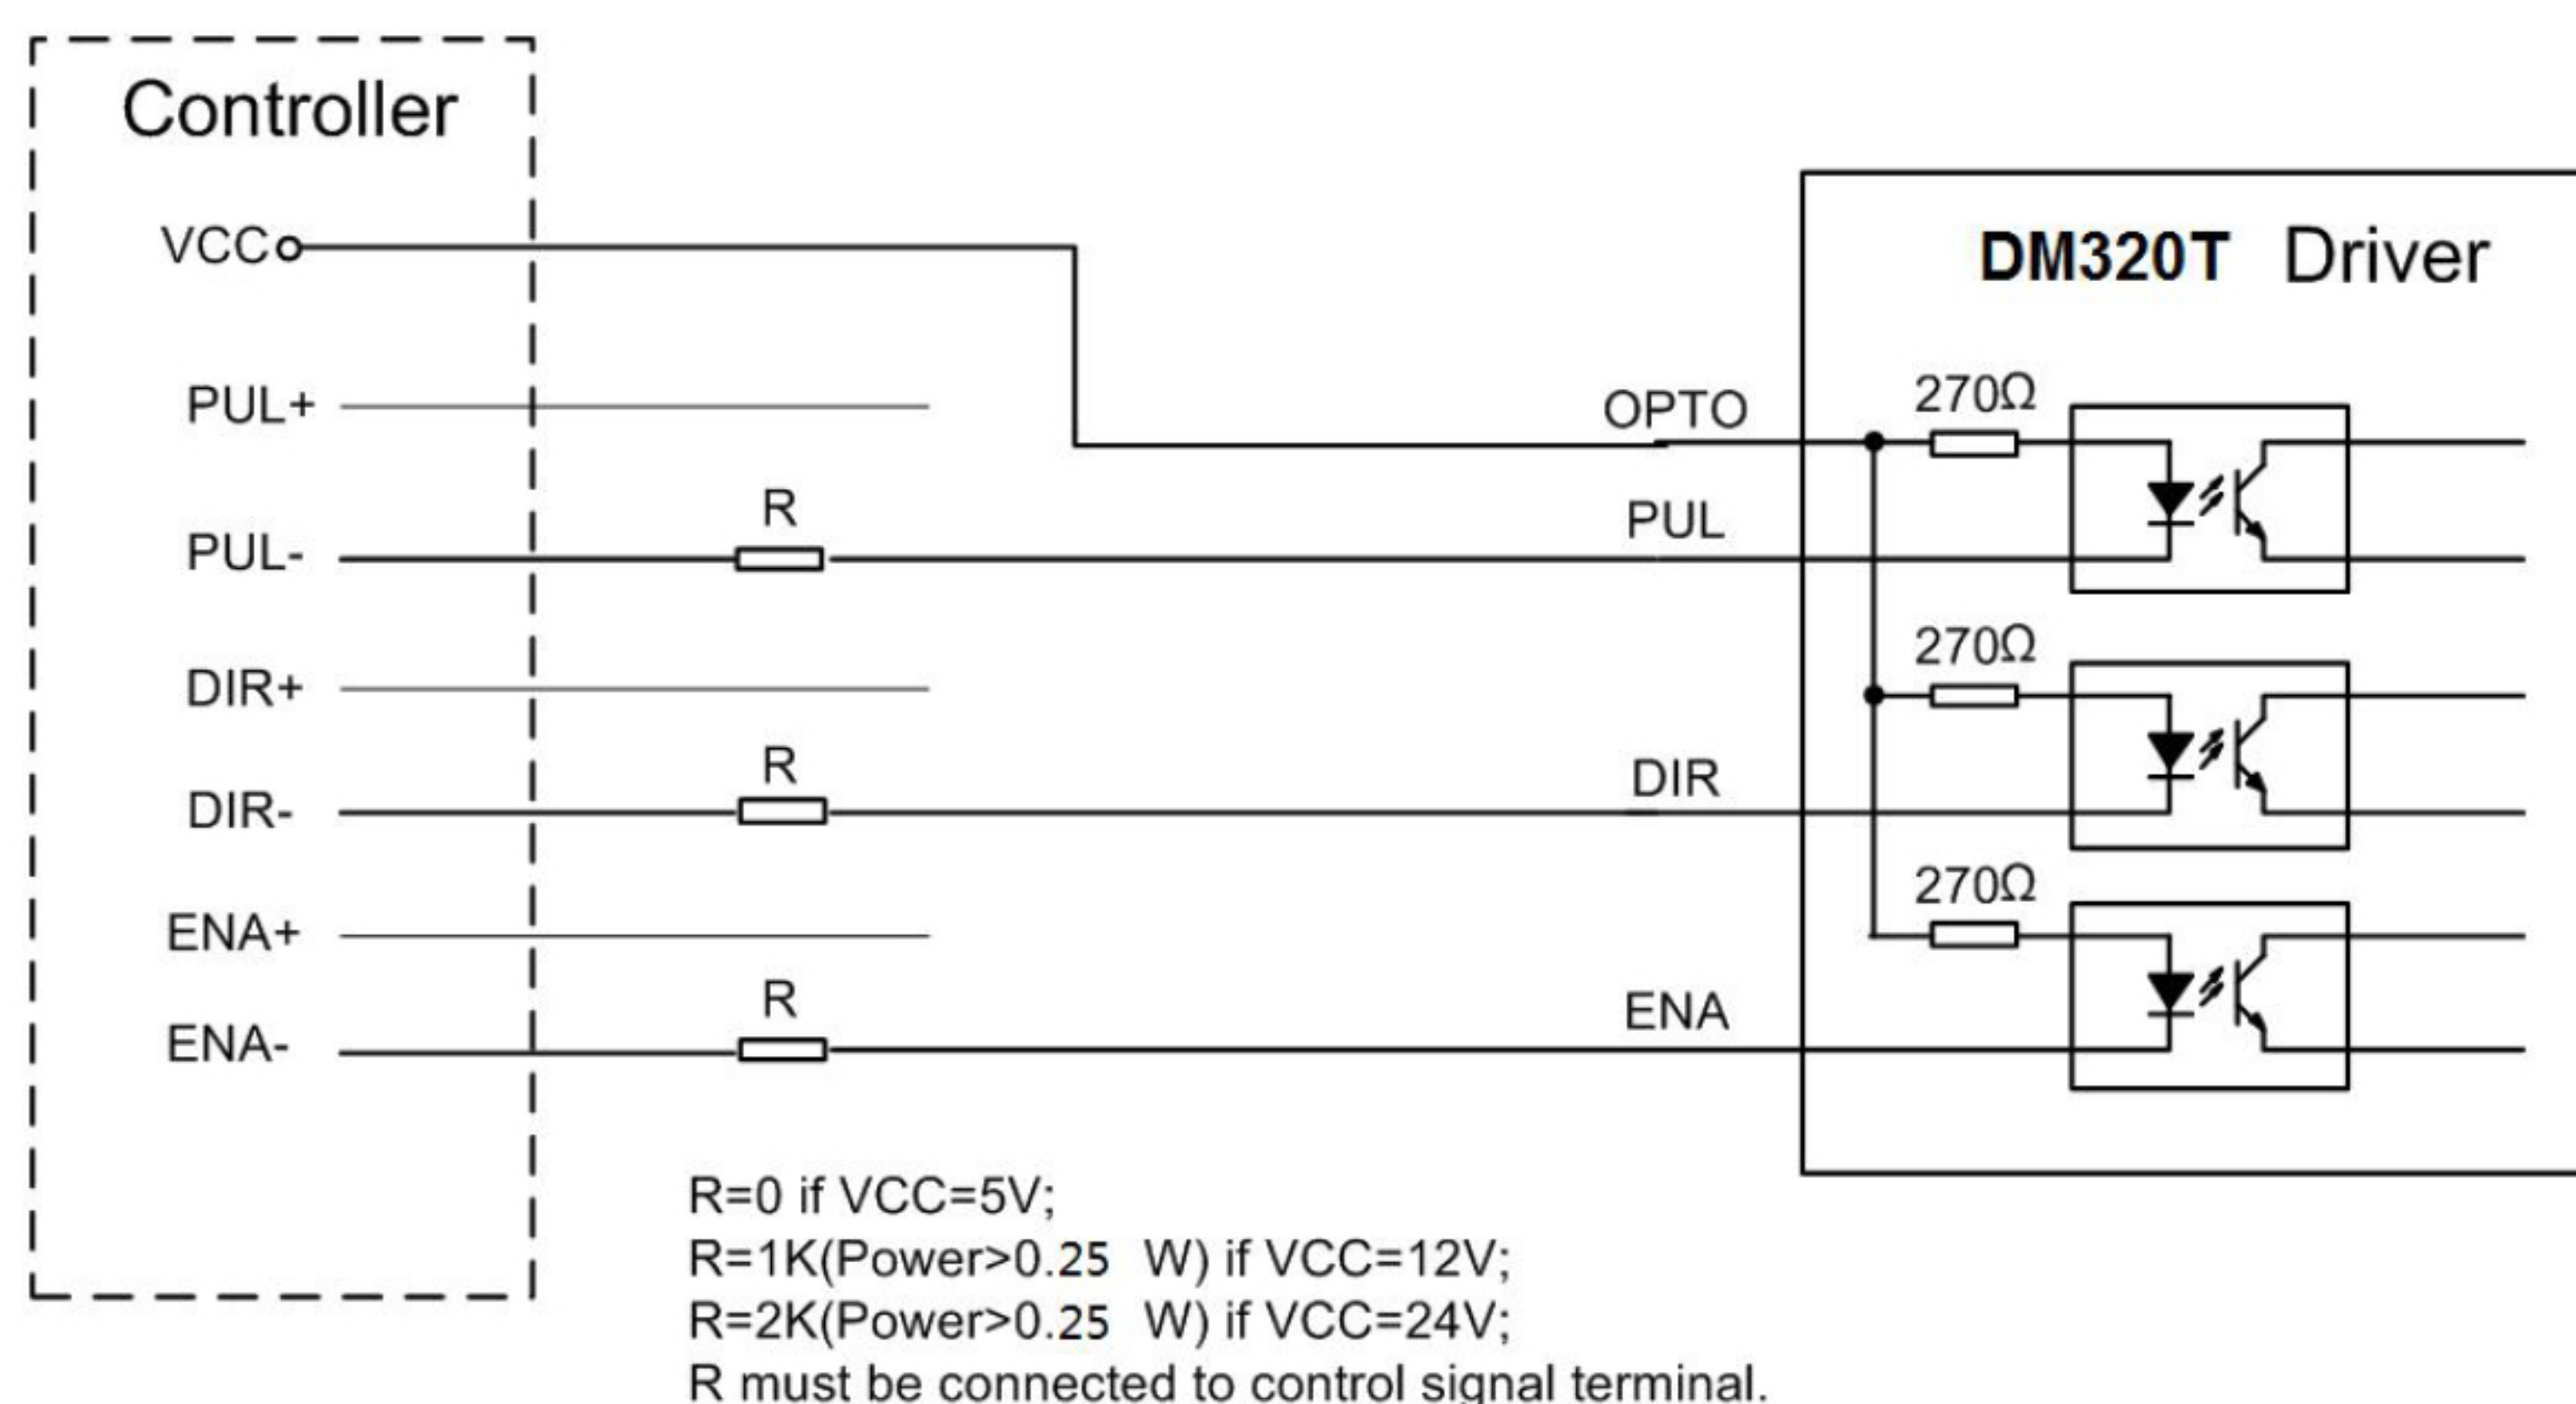 Controller
DM320T Driver
VCC
PUL+
OPTO
270Ω
R
PUL
PUL-
270Ω
DIR+
R
DIR
DIR-
270Ω
ENA+
R
ENA
ENA-
R=0 if VCC=5V;
R=1K(Power>0.25 W) if VCC=12V;
R=2K(Power>0.25 W) if VCC=24V;
R must be connected to control signal terminal.